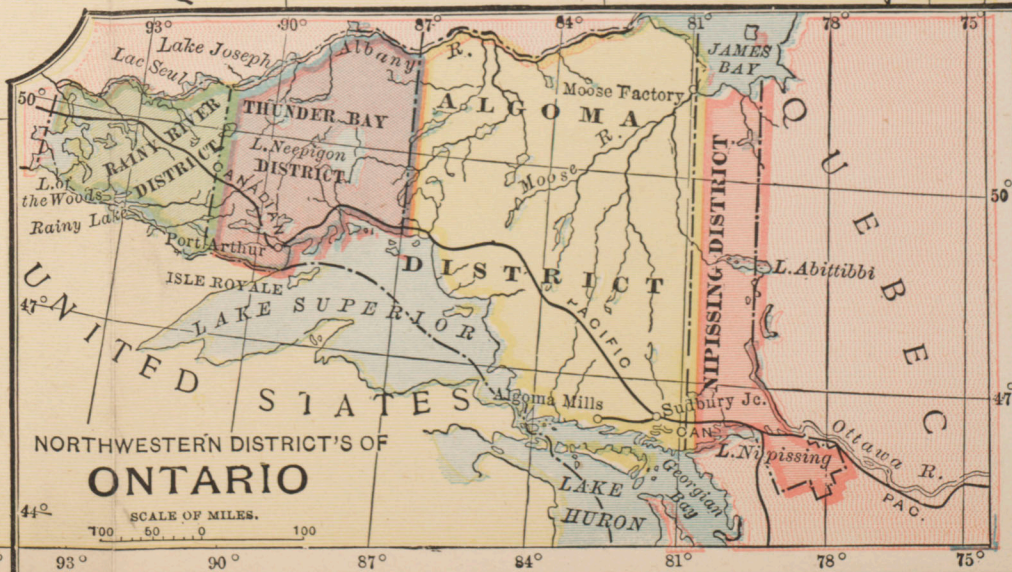 93° 90° 87° 84° 81° 78° 75°
Lake Joseph
Lac Seul
Albany R.
JAMES
BAY
50°
Moose Factory
THUNDER BAY
DISTRICT
L. Neepigon
RAINY RIVER
DISTRICT
ALGOMA
DISTRICT
Moose R.
QUEBEC
NIPISSING DISTRICT
50°
L. of
the Woods
Rainy Lake
CANADIAN
PACIFIC
Port Arthur
ISLE ROYALE
L. Abittibbi
LAKE SUPERIOR
47°
UNITED STATES
Algoma Mills
Sudbury Jc.
47°
CAN.
PAC.
Ottawa R.
L. Nipissing
Georgian
Bay
LAKE
HURON
NORTHWESTERN DISTRICT'S OF
ONTARIO
SCALE OF MILES.
100 50 0 100
44°
93° 90° 87° 84° 81° 78° 75°